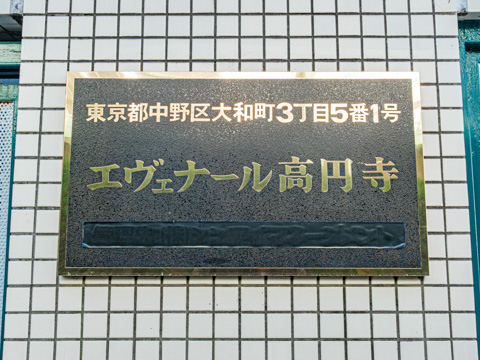 東京都中野区大和町3丁目5番1号
エヴェナール高円寺